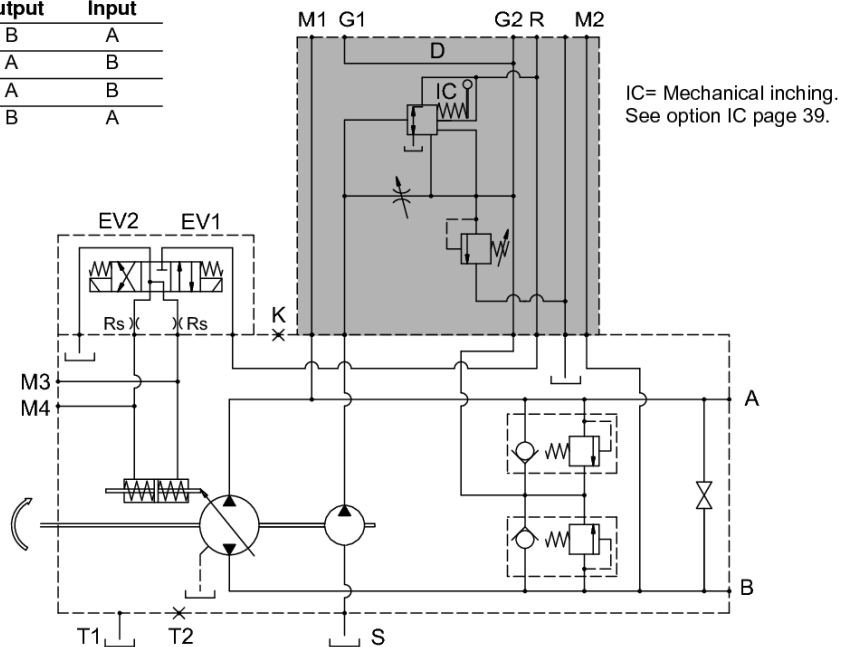 Input
B A
A B
A B
B A
M1 G1 G2 R M2
D
IC
IC= Mechanical inching.
See option IC page 39.
EV2 EV1
Rs Rs
K
M3
M4
A
B
T1 T2 S